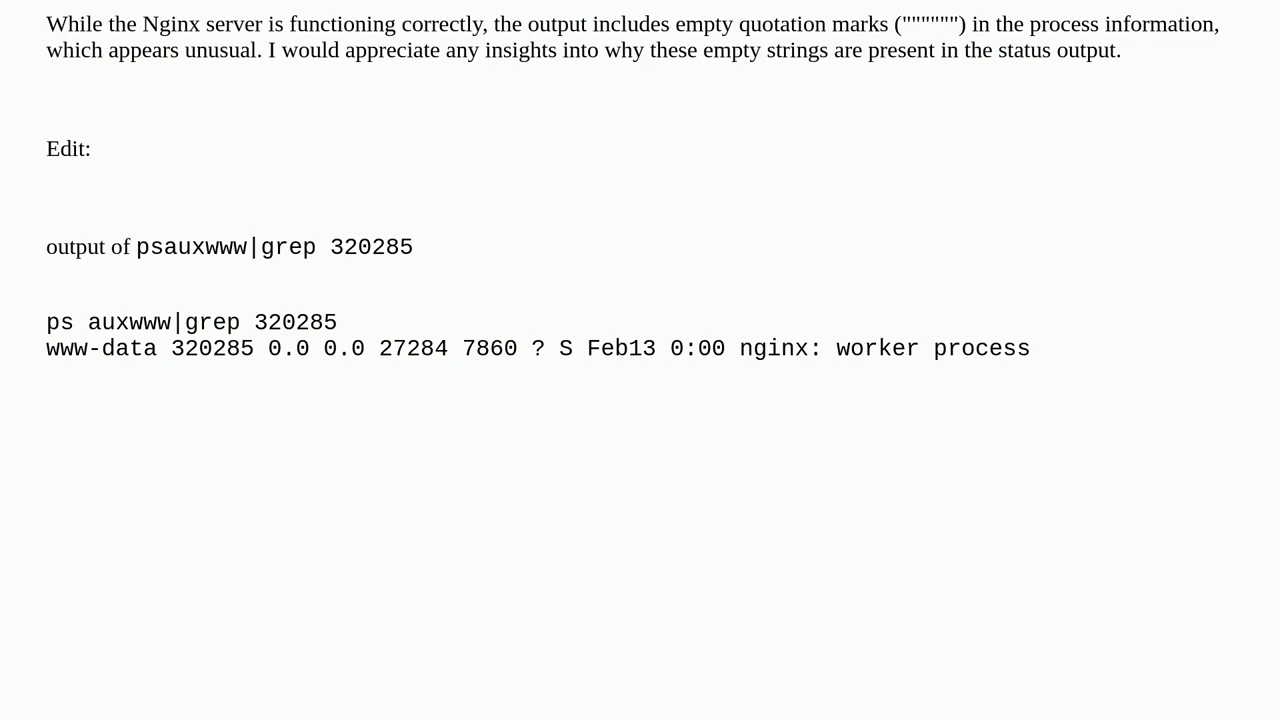 While the Nginx server is functioning correctly, the output includes empty quotation marks ("""""") in the process information,
which appears unusual. I would appreciate any insights into why these empty strings are present in the status output.
Edit:
output of psauxwww|grep 320285
ps auxwww|grep 320285
www-data 320285 0.0 0.0 27284 7860 ? S Feb13 0:00 nginx: worker process